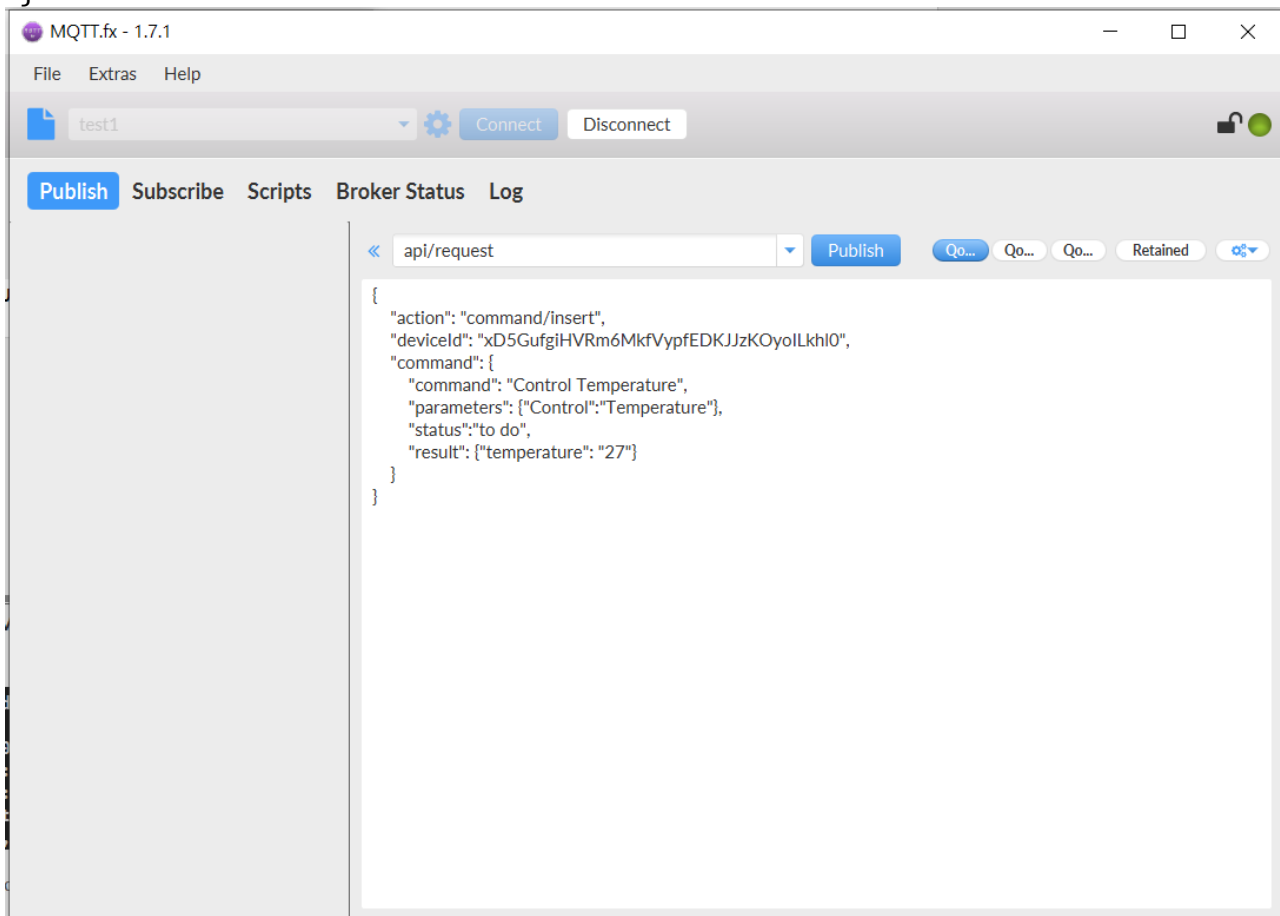 MQTT.fx - 1.7.1
File Extras Help
test1 Connect Disconnect
Publish Subscribe Scripts Broker Status Log
api/request Publish Qo... Qo... Qo... Retained
{
"action": "command/insert",
"deviceId": "xD5GufgiHVRm6MkfVypfEDKJJzKOyoILkhl0",
"command": {
"command": "Control Temperature",
"parameters": {"Control":"Temperature"},
"status":"to do",
"result": {"temperature": "27"}
}
}